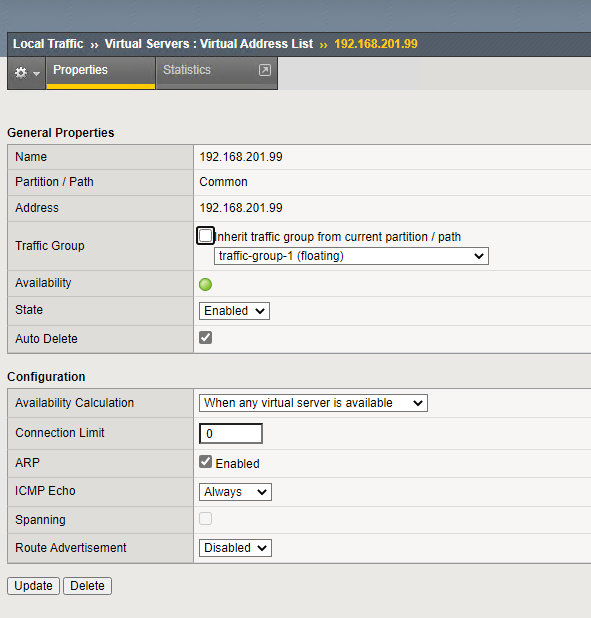 Local Traffic ›› Virtual Servers : Virtual Address List ›› 192.168.201.99
Properties Statistics
General Properties
Name 192.168.201.99
Partition / Path Common
Address 192.168.201.99
Traffic Group Inherit traffic group from current partition / path
traffic-group-1 (floating)
Availability
State Enabled
Auto Delete
Configuration
Availability Calculation When any virtual server is available
Connection Limit 0
ARP Enabled
ICMP Echo Always
Spanning
Route Advertisement Disabled
Update Delete